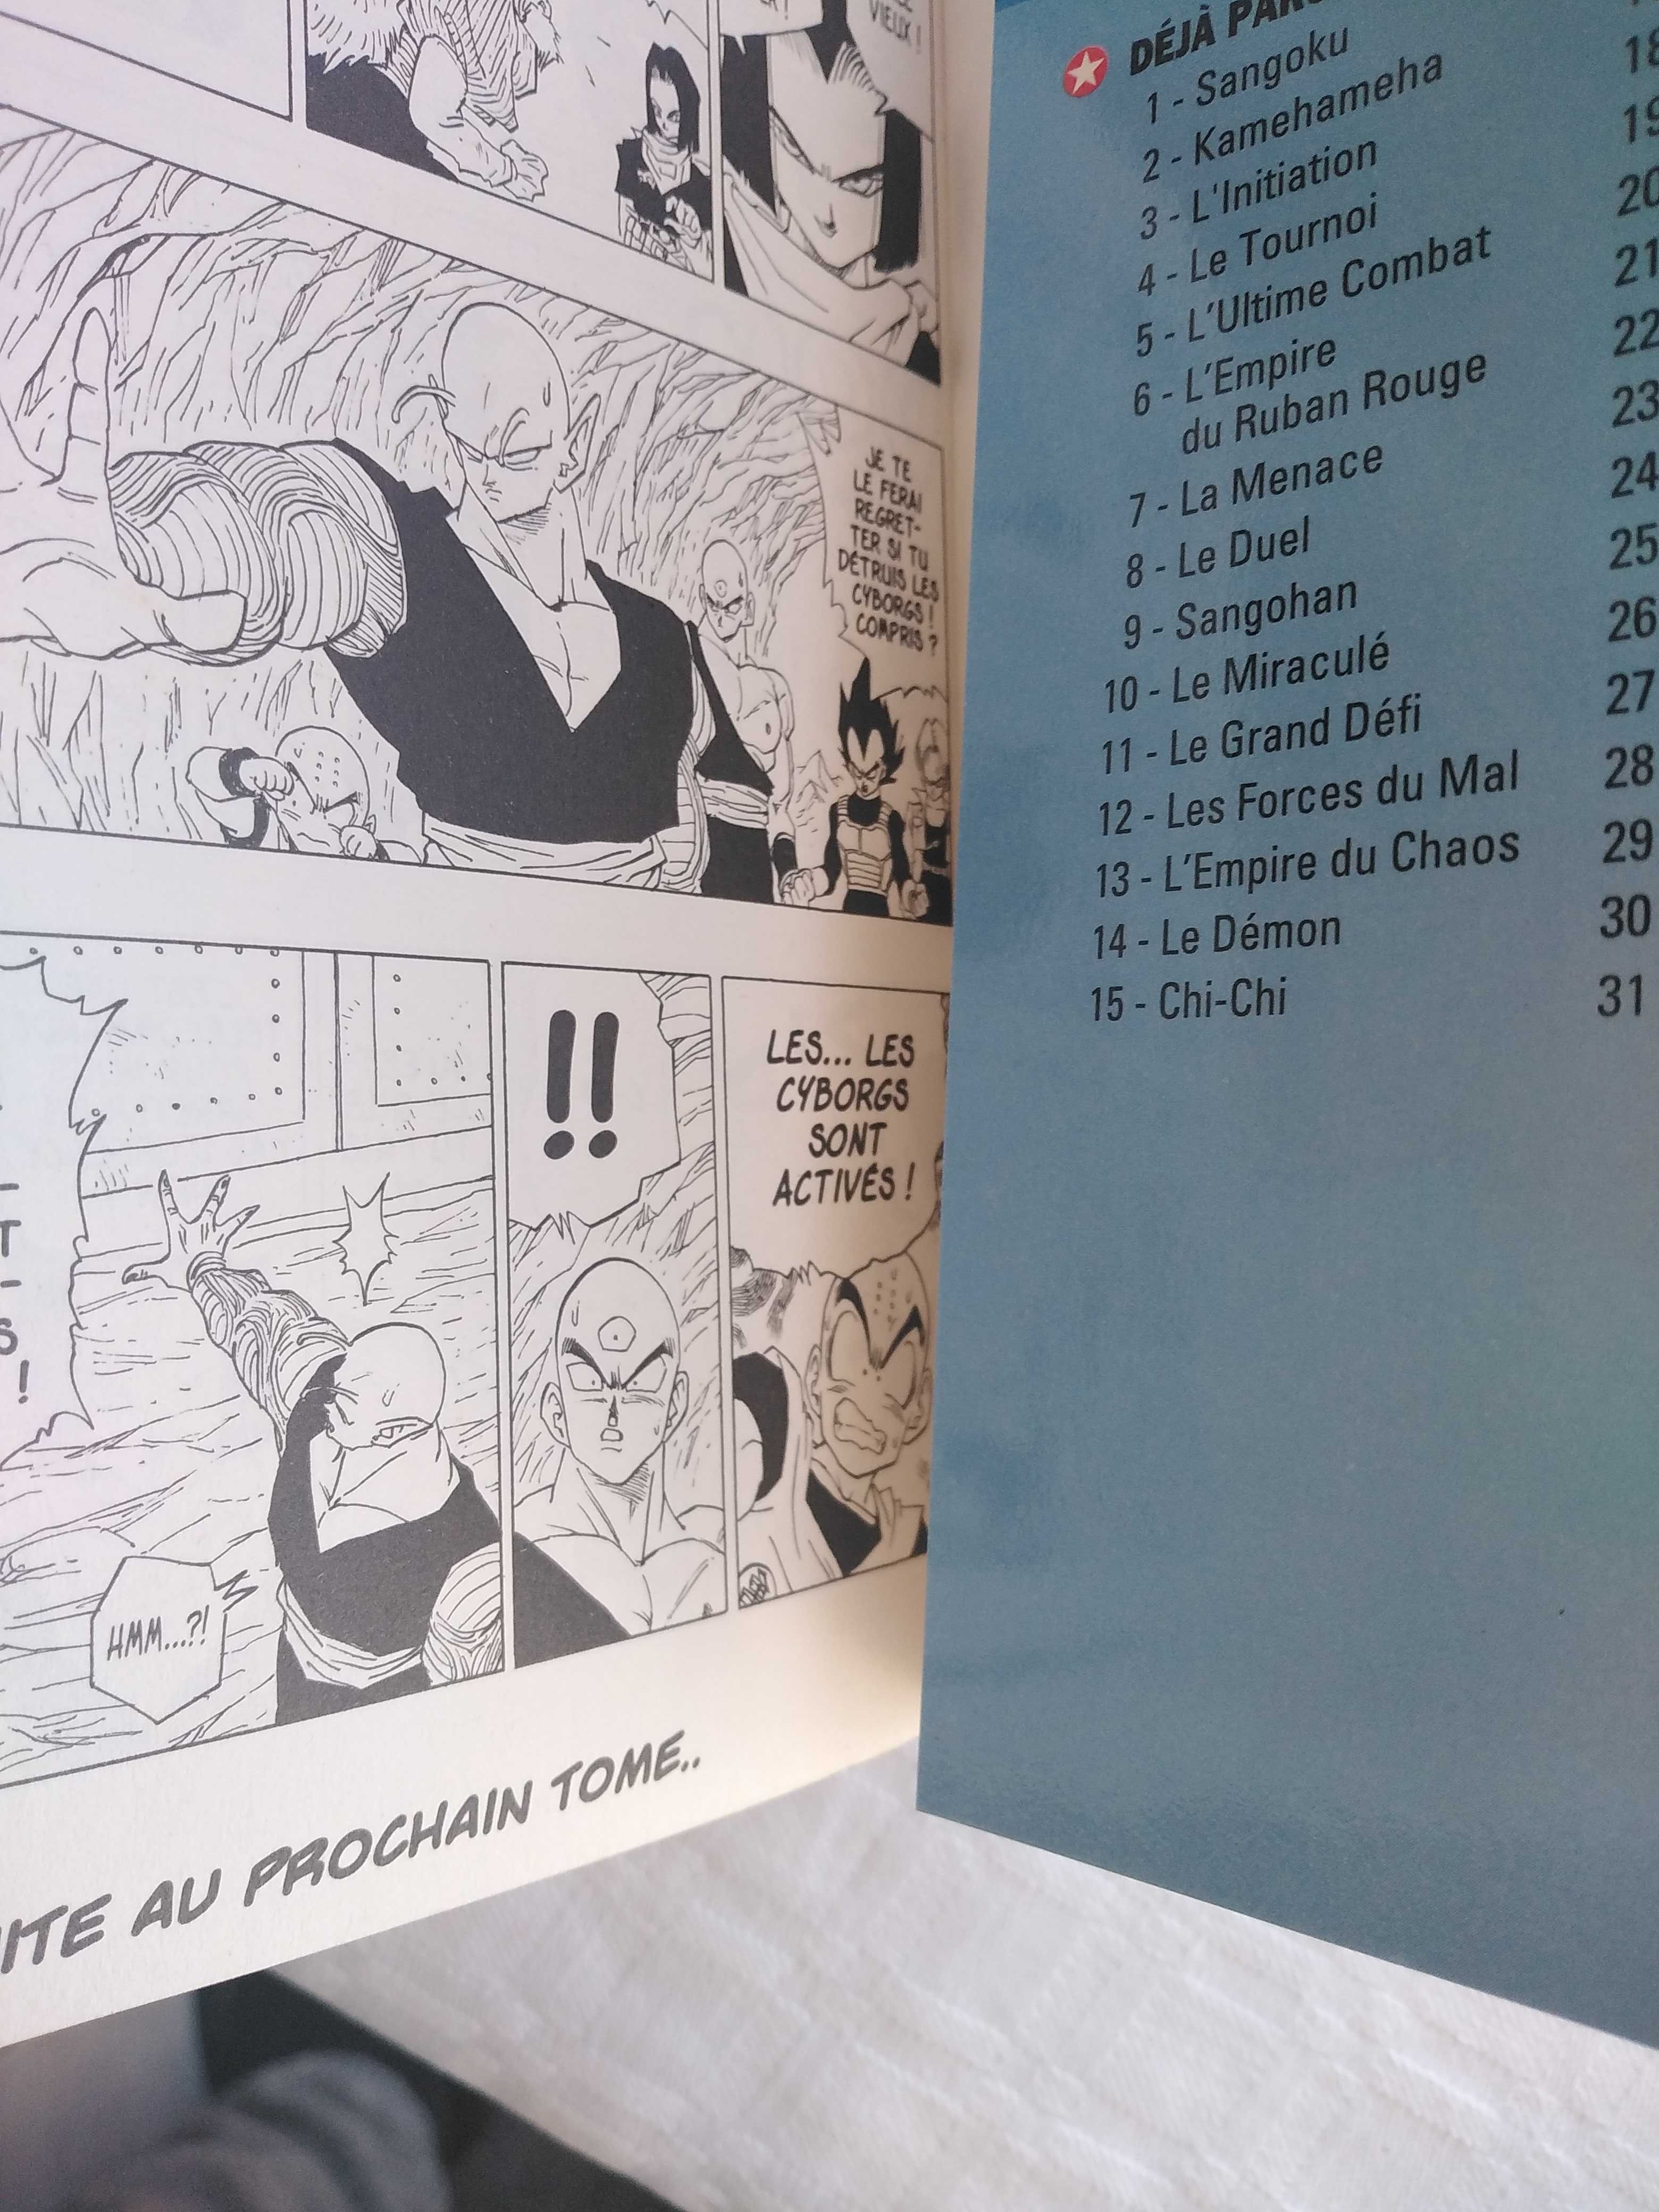 VIEUX !
JE TE
LE FERAI
REGRET-
TER SI TU
DÉTRUIS LES
CYBORGS !
COMPRIS ?
!!
LES... LES
CYBORGS
SONT
ACTIVÉS !
HMM...?!
AU PROCHAIN TOME..
DÉJÀ
1 - Sangoku
2 - Kamehameha
3 - L'Initiation
4 - Le Tournoi
5 - L'Ultime Combat
6 - L'Empire
du Ruban Rouge
7 - La Menace
8 - Le Duel
9 - Sangohan
10 - Le Miraculé
11 - Le Grand Défi
12 - Les Forces du Mal
13 - L'Empire du Chaos
14 - Le Démon
15 - Chi-Chi
18
19
20
21
22
23
24
25
26
27
28
29
30
31